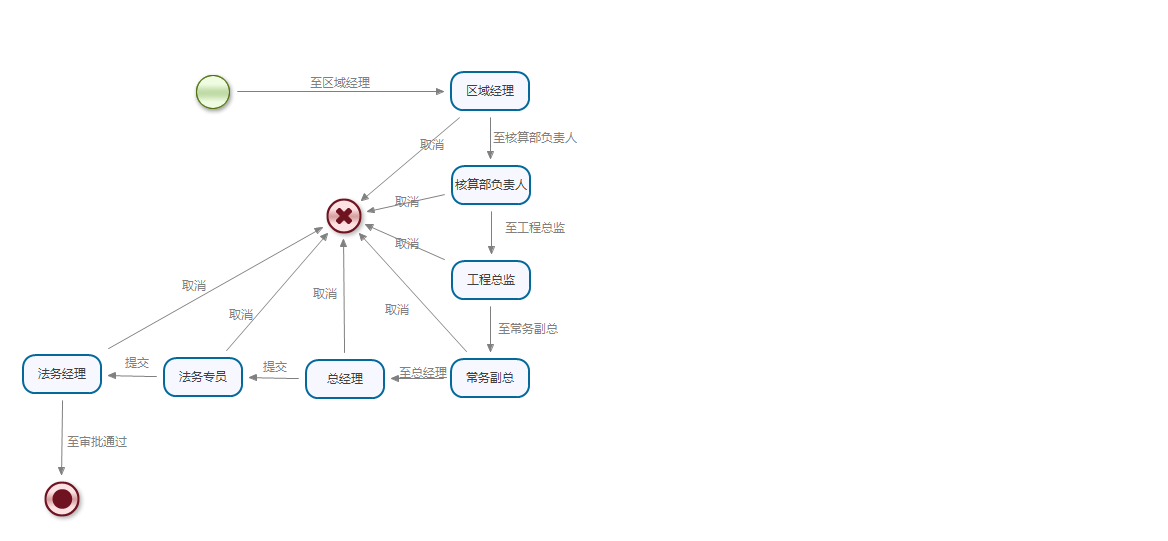 至区域经理
区域经理
取消
至核算部负责人
核算部负责人
取消
至工程总监
取消
工程总监
取消
取消
取消
取消
至常务副总
法务经理
提交
法务专员
提交
总经理
至总经理
常务副总
至审批通过